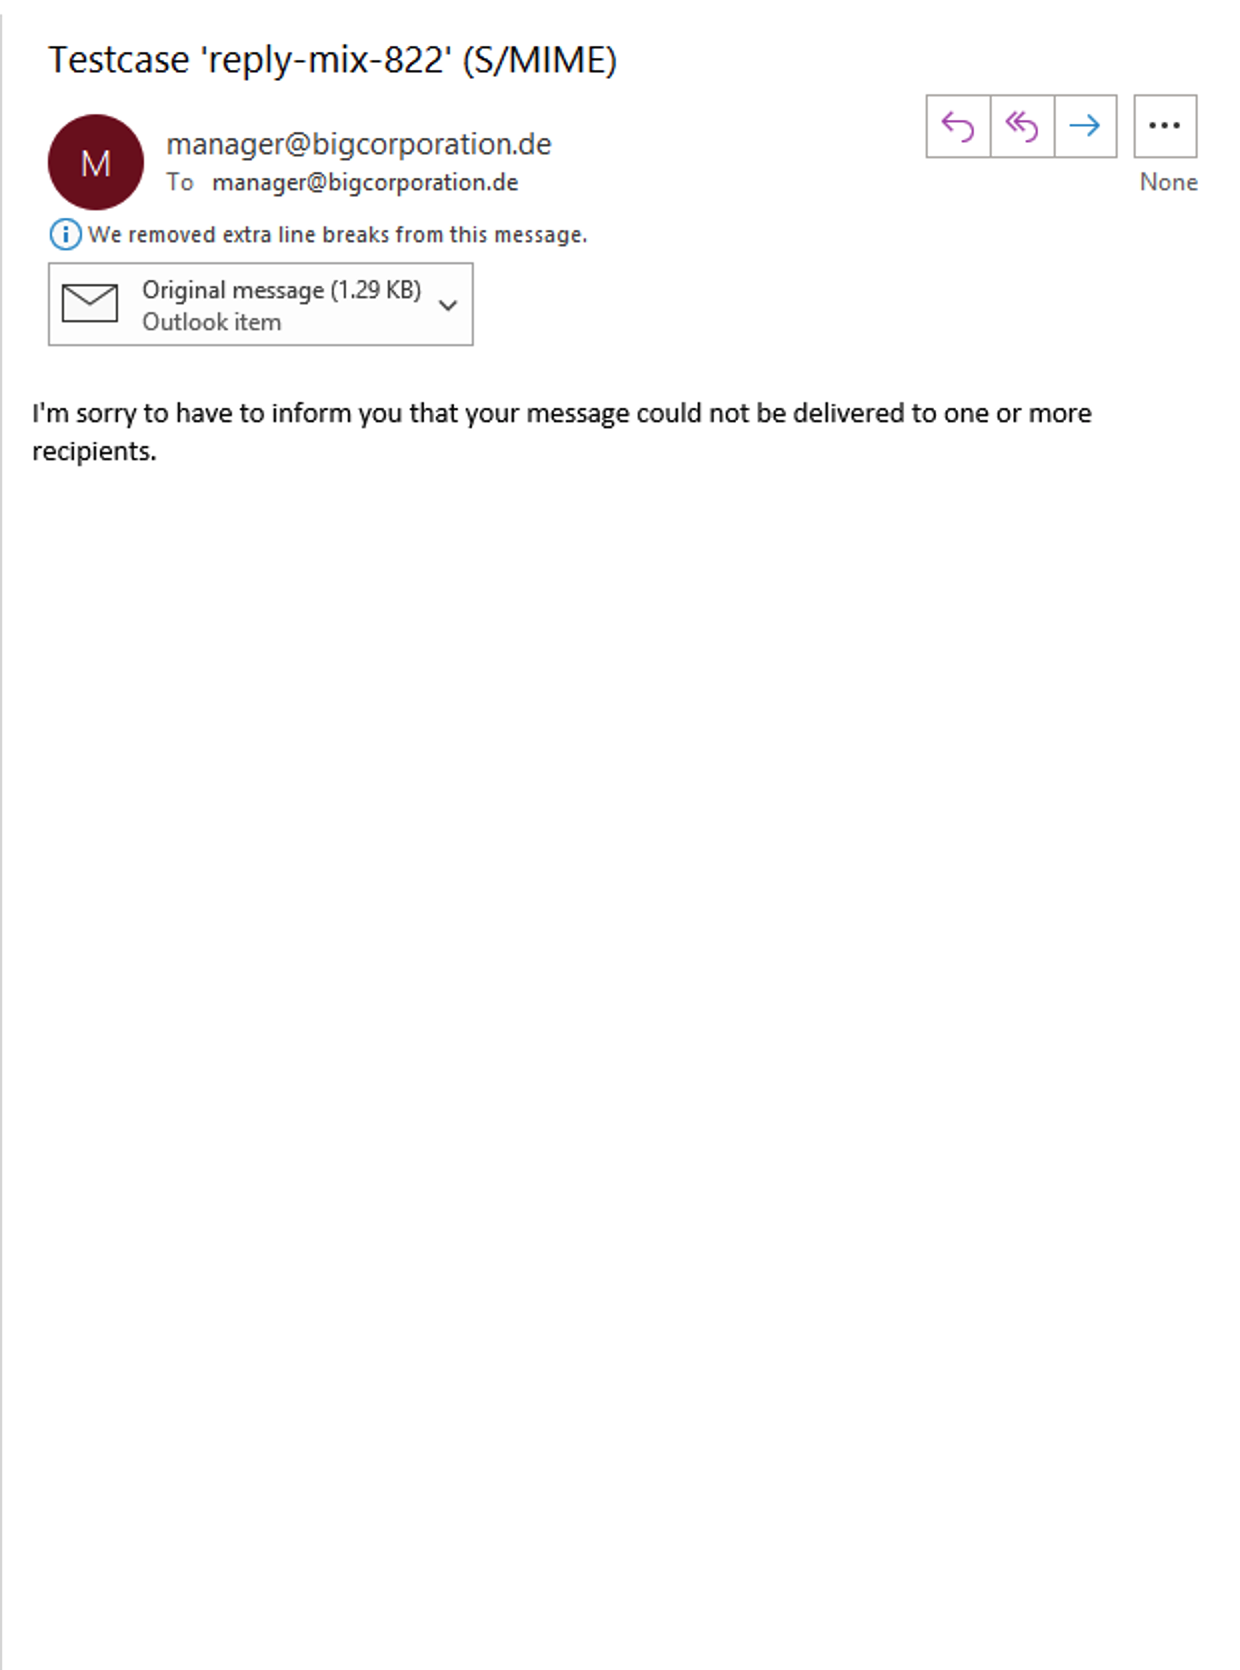 Testcase 'reply-mix-822' (S/MIME)
M
manager@bigcorporation.de
To manager@bigcorporation.de
None
We removed extra line breaks from this message.
Original message (1.29 KB)
Outlook item
I'm sorry to have to inform you that your message could not be delivered to one or more
recipients.